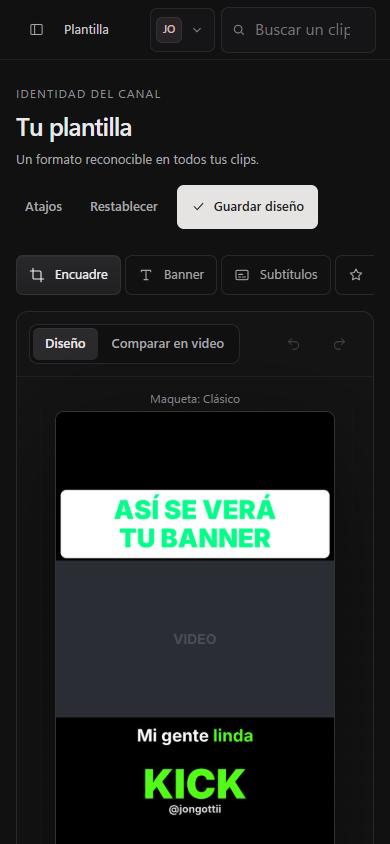 Plantilla
JO
Buscar un clip
IDENTIDAD DEL CANAL
Tu plantilla
Un formato reconocible en todos tus clips.
Atajos
Restablecer
Guardar diseño
Encuadre
Banner
Subtítulos
Diseño
Comparar en video
Maqueta: Clásico
ASÍ SE VERÁ
TU BANNER
VIDEO
Mi gente linda
KICK
@jongottii